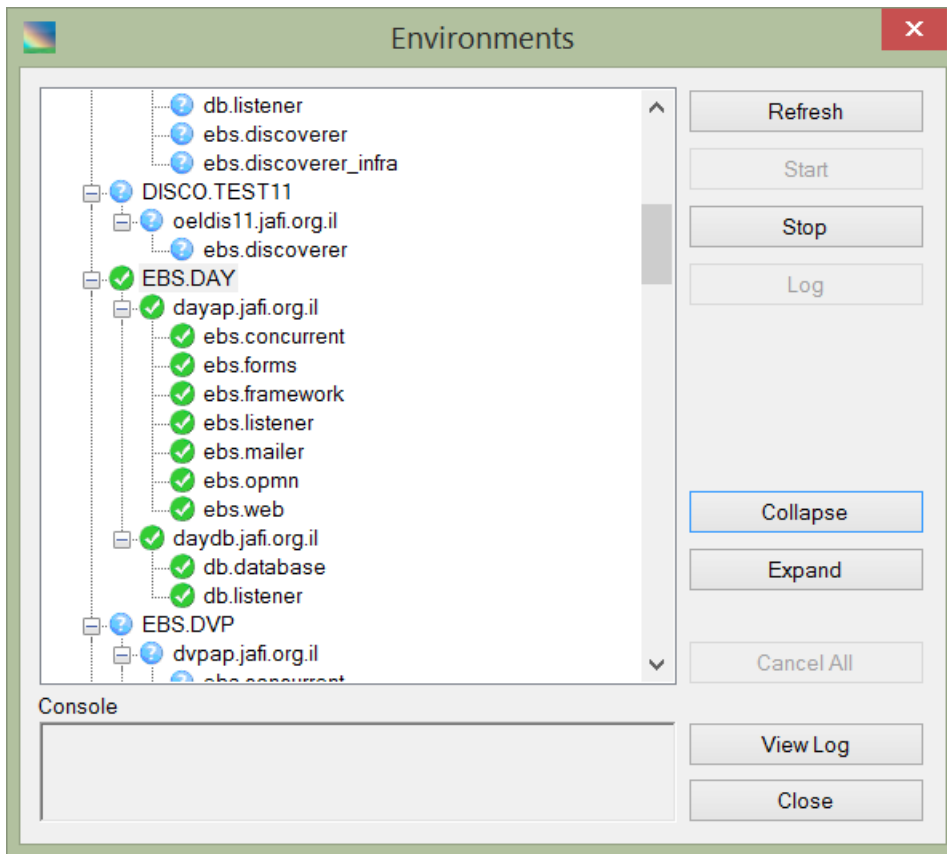 Environments
db.listener
ebs.discoverer
ebs.discoverer_infra
DISCO.TEST11
oeldis11.jafi.org.il
ebs.discoverer
EBS.DAY
dayap.jafi.org.il
ebs.concurrent
ebs.forms
ebs.framework
ebs.listener
ebs.mailer
ebs.opmn
ebs.web
daydb.jafi.org.il
db.database
db.listener
EBS.DVP
dvpap.jafi.org.il
ebs.concurrent
Refresh
Start
Stop
Log
Collapse
Expand
Cancel All
Console
View Log
Close